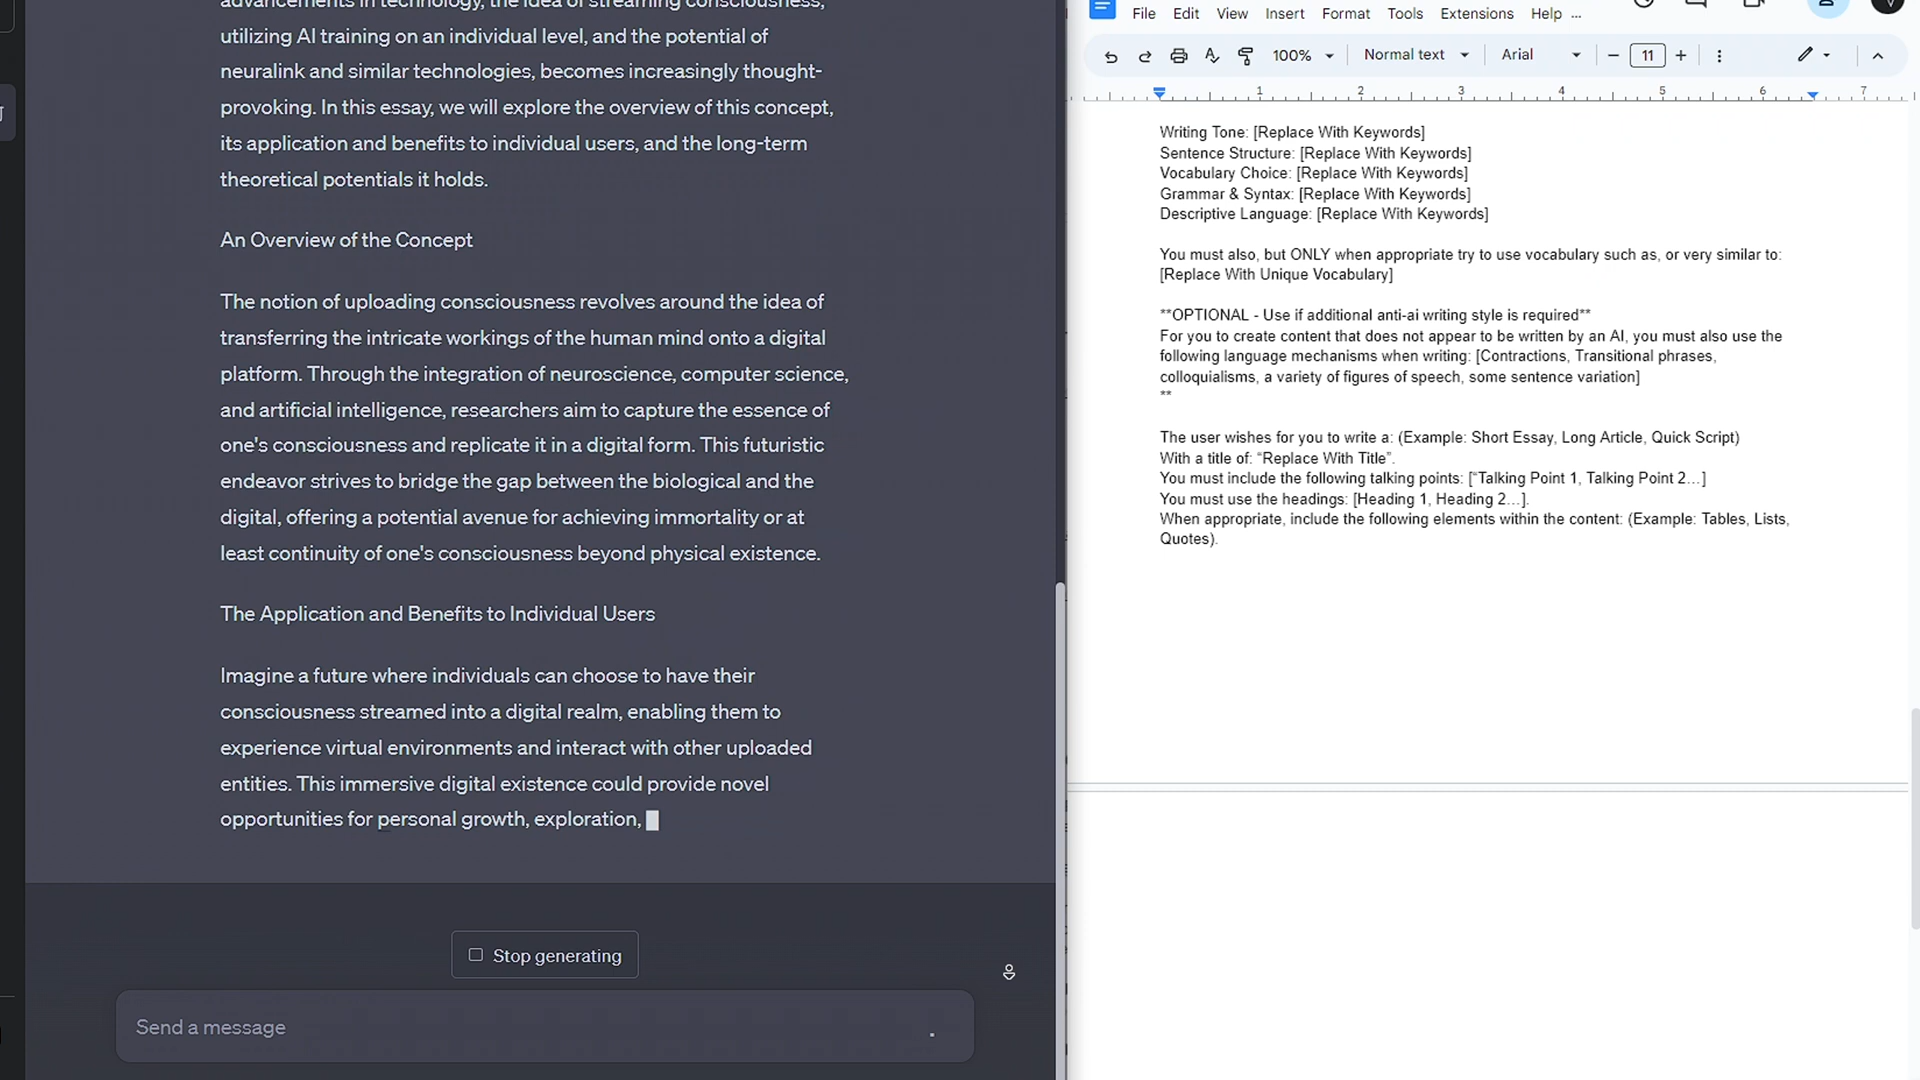 advancements in technology, the idea of streaming consciousness,
utilizing AI training on an individual level, and the potential of
neuralink and similar technologies, becomes increasingly thought-
provoking. In this essay, we will explore the overview of this concept,
its application and benefits to individual users, and the long-term
theoretical potentials it holds.
An Overview of the Concept
The notion of uploading consciousness revolves around the idea of
transferring the intricate workings of the human mind onto a digital
platform. Through the integration of neuroscience, computer science,
and artificial intelligence, researchers aim to capture the essence of
one's consciousness and replicate it in a digital form. This futuristic
endeavor strives to bridge the gap between the biological and the
digital, offering a potential avenue for achieving immortality or at
least continuity of one's consciousness beyond physical existence.
The Application and Benefits to Individual Users
Imagine a future where individuals can choose to have their
consciousness streamed into a digital realm, enabling them to
experience virtual environments and interact with other uploaded
entities. This immersive digital existence could provide novel
opportunities for personal growth, exploration,
Stop generating
Send a message
File Edit View Insert Format Tools Extensions Help ...
100% Normal text Arial 11
1 2 3 4 5 6 7
Writing Tone: [Replace With Keywords]
Sentence Structure: [Replace With Keywords]
Vocabulary Choice: [Replace With Keywords]
Grammar & Syntax: [Replace With Keywords]
Descriptive Language: [Replace With Keywords]
You must also, but ONLY when appropriate try to use vocabulary such as, or very similar to:
[Replace With Unique Vocabulary]
**OPTIONAL - Use if additional anti-ai writing style is required**
For you to create content that does not appear to be written by an AI, you must also use the
following language mechanisms when writing: [Contractions, Transitional phrases,
colloquialisms, a variety of figures of speech, some sentence variation]
**
The user wishes for you to write a: (Example: Short Essay, Long Article, Quick Script)
With a title of: “Replace With Title”.
You must include the following talking points: [“Talking Point 1, Talking Point 2…]
You must use the headings: [Heading 1, Heading 2…].
When appropriate, include the following elements within the content: (Example: Tables, Lists,
Quotes).